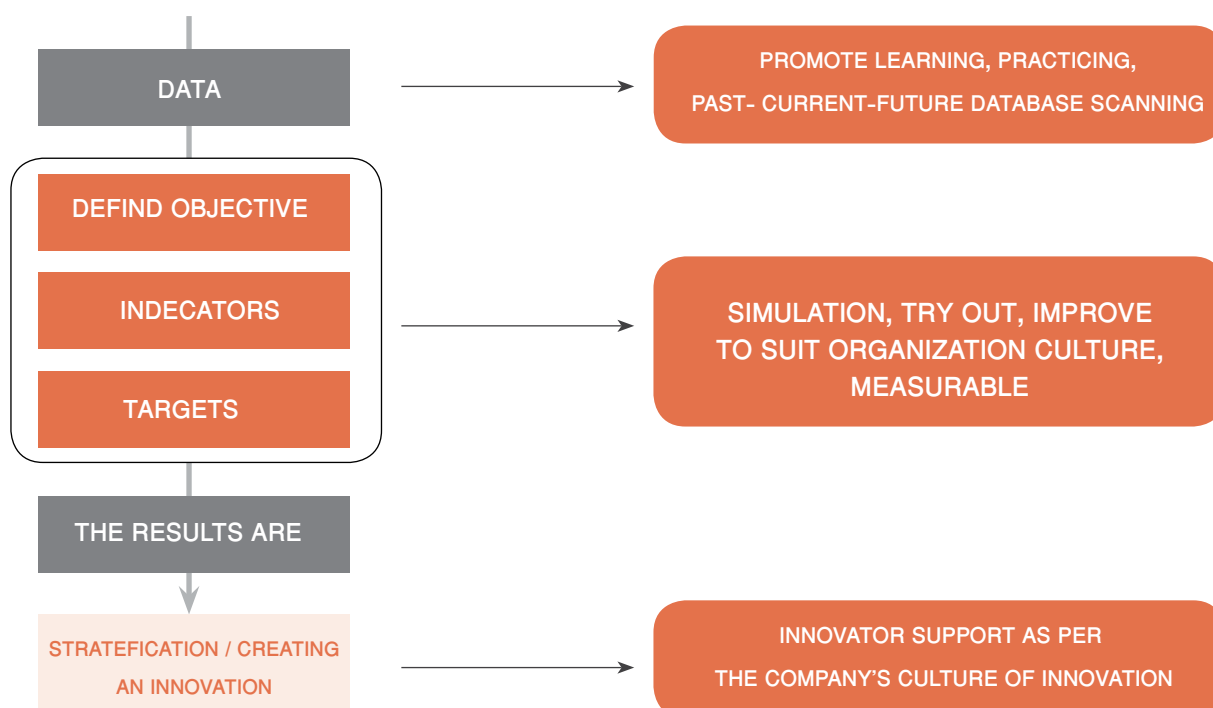 DATA
PROMOTE LEARNING, PRACTICING,
PAST- CURRENT-FUTURE DATABASE SCANNING
DEFIND OBJECTIVE
INDECATORS
TARGETS
SIMULATION, TRY OUT, IMPROVE
TO SUIT ORGANIZATION CULTURE,
MEASURABLE
THE RESULTS ARE
STRATEFICATION / CREATING
AN INNOVATION
INNOVATOR SUPPORT AS PER
THE COMPANY’S CULTURE OF INNOVATION